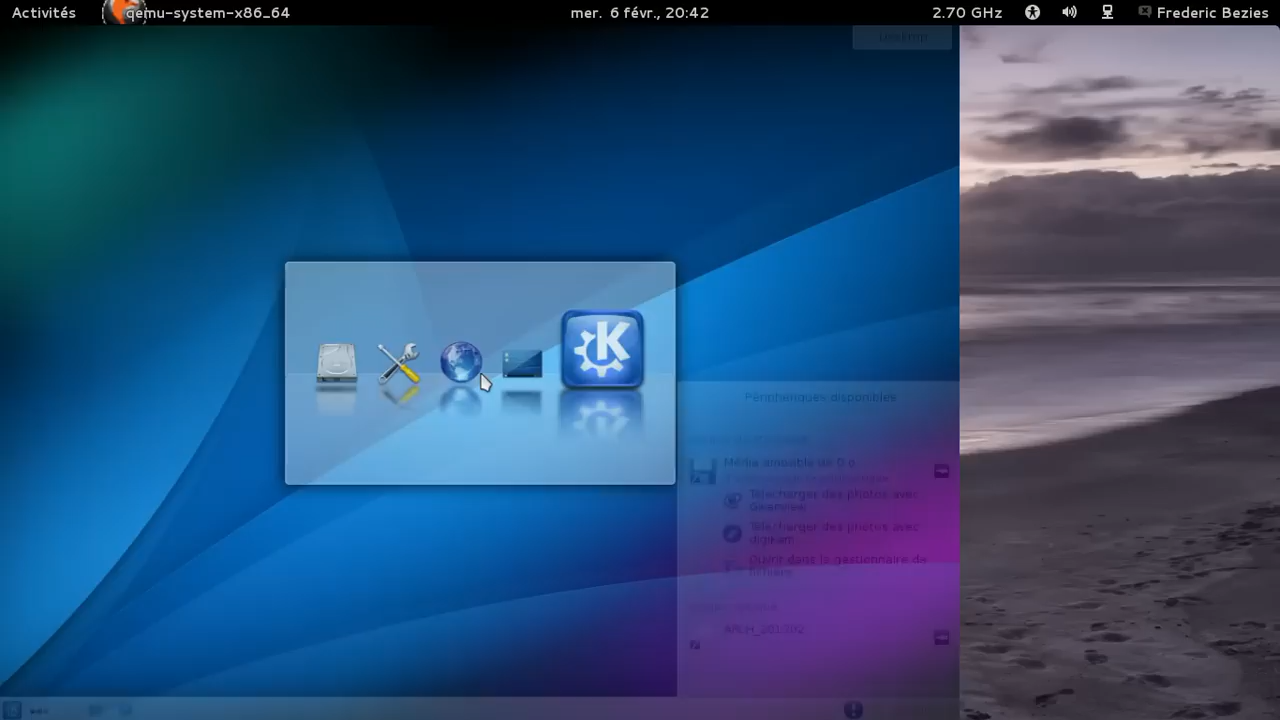 Activités
qemu-system-x86_64
mer. 6 févr., 20:42
2.70 GHz
Frederic Bezies
Desktop
K
Périphériques disponibles
Média amovible de 0 o
Télécharger des photos avec
Gwenview
Télécharger des photos avec
digiKam
Ouvrir dans le gestionnaire de
fichiers